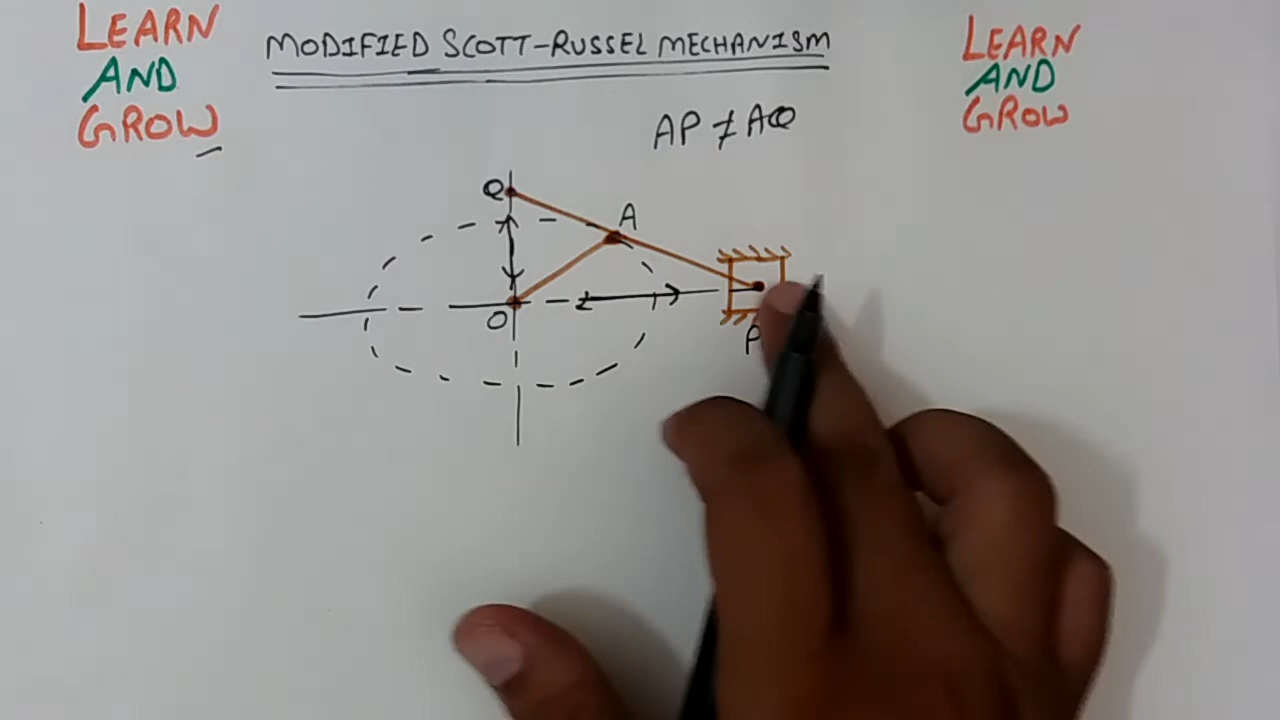 LEARN
AND
GROW
MODIFIED SCOTT-RUSSEL MECHANISM
LEARN
AND
GROW
AP ≠ AQ
Q
A
O
P